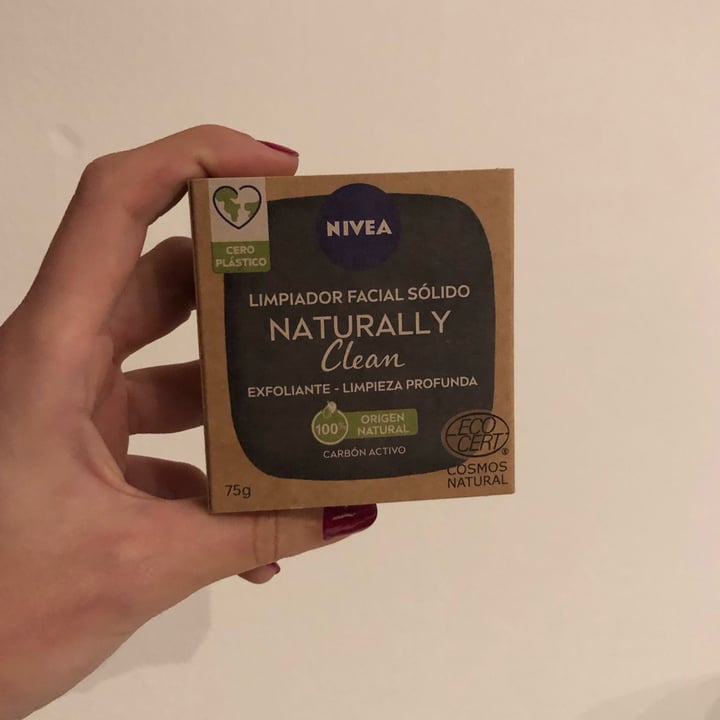 CERO
PLÁSTICO
NIVEA
LIMPIADOR FACIAL SÓLIDO
NATURALLY
Clean
EXFOLIANTE - LIMPIEZA PROFUNDA
100%
ORIGEN
NATURAL
CARBÓN ACTIVO
ECO
CERT
®
COSMOS
NATURAL
75g